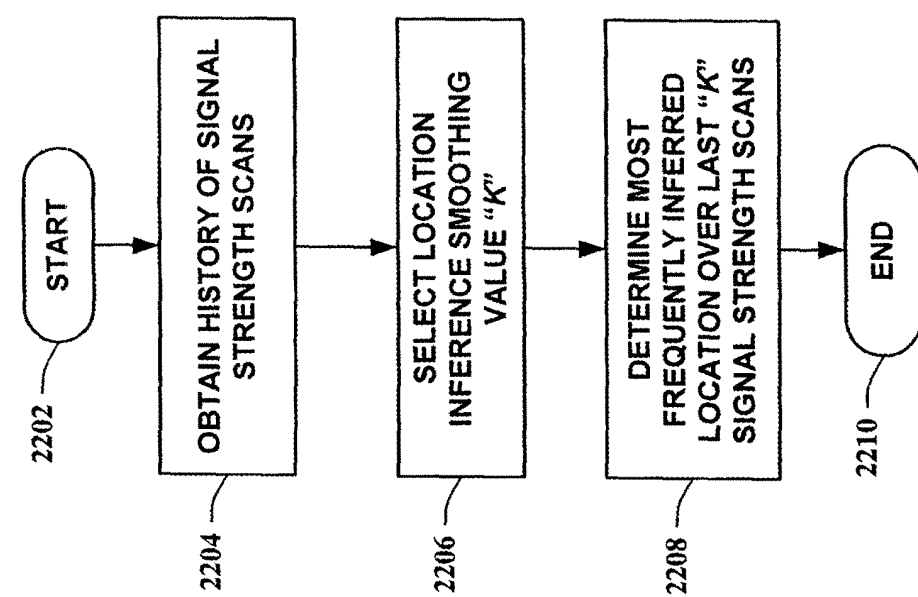 START
2202
OBTAIN HISTORY OF SIGNAL
STRENGTH SCANS
2204
SELECT LOCATION
INFERENCE SMOOTHING
VALUE “K”
2206
DETERMINE MOST
FREQUENTLY INFERRED
LOCATION OVER LAST “K”
SIGNAL STRENGTH SCANS
2208
END
2210